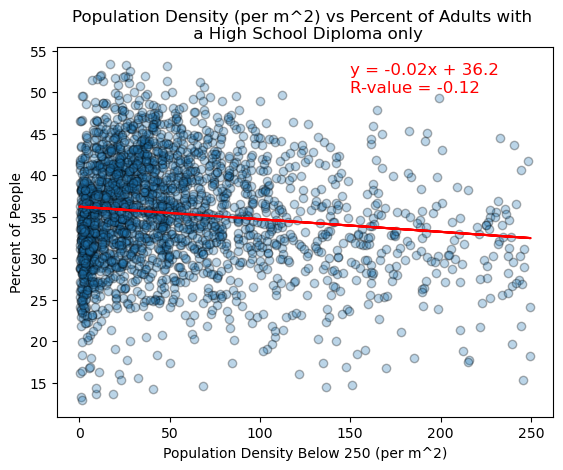 Population Density (per m^2) vs Percent of Adults with
a High School Diploma only
y = -0.02x + 36.2
R-value = -0.12
55
50
45
40
35
30
25
20
15
Percent of People
0
50
100
150
200
250
Population Density Below 250 (per m^2)